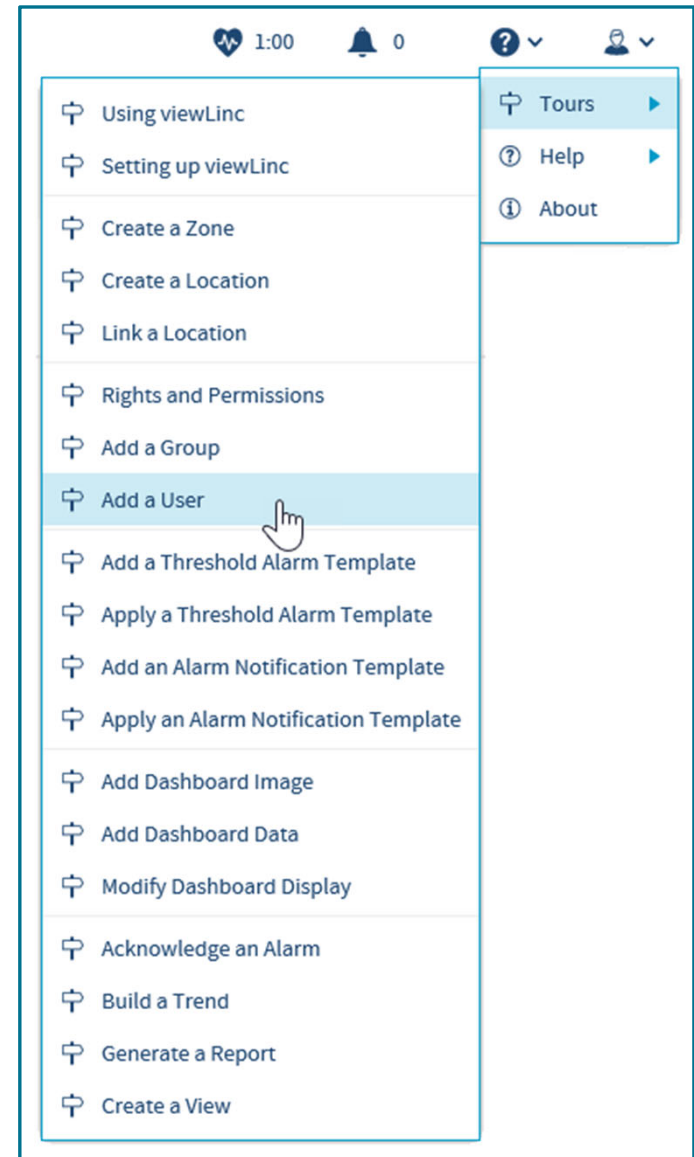 1:00 0
Tours
Help
About
Using viewLinc
Setting up viewLinc
Create a Zone
Create a Location
Link a Location
Rights and Permissions
Add a Group
Add a User
Add a Threshold Alarm Template
Apply a Threshold Alarm Template
Add an Alarm Notification Template
Apply an Alarm Notification Template
Add Dashboard Image
Add Dashboard Data
Modify Dashboard Display
Acknowledge an Alarm
Build a Trend
Generate a Report
Create a View